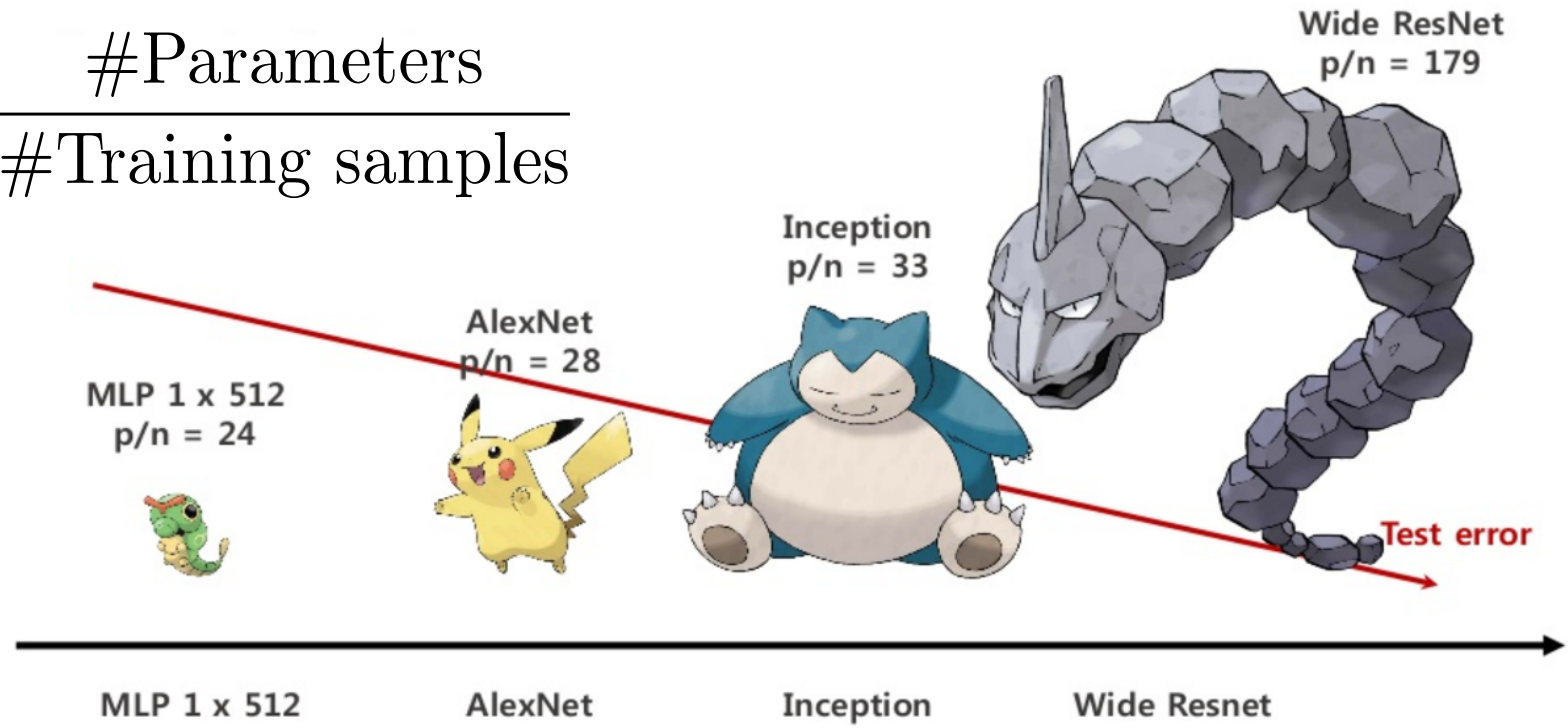 #Parameters
#Training samples
Wide ResNet
p/n = 179
Inception
p/n = 33
AlexNet
p/n = 28
MLP 1 x 512
p/n = 24
Test error
MLP 1 x 512
AlexNet
Inception
Wide Resnet